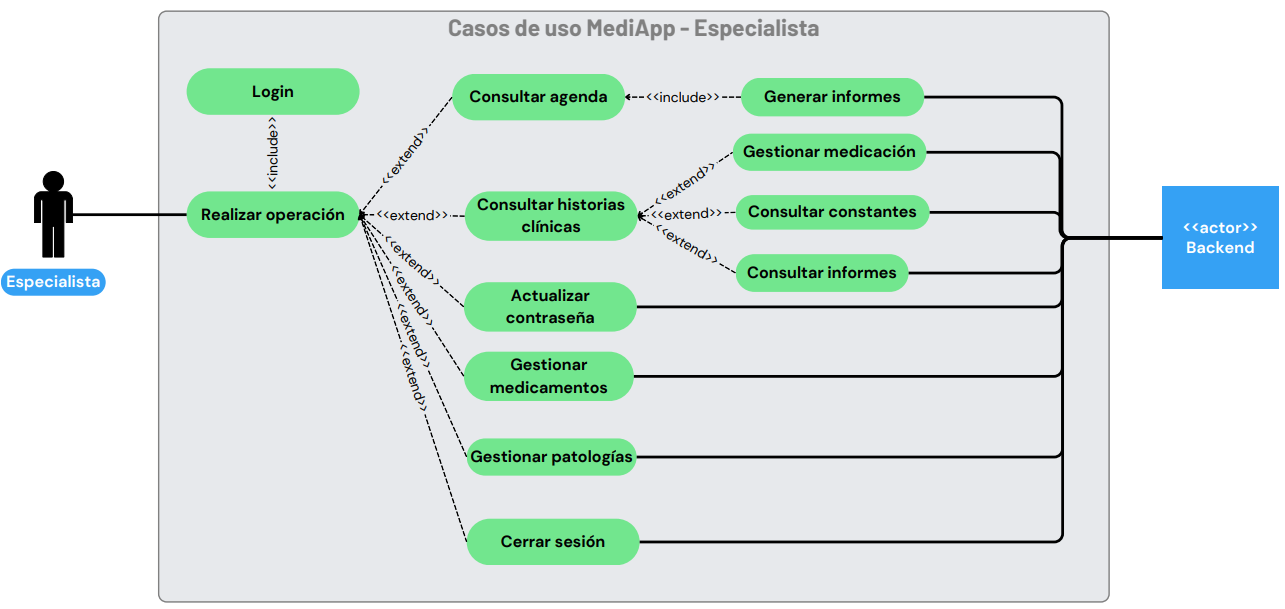 Casos de uso MediApp - Especialista
Login
<<include>>
Realizar operación
Especialista
Consultar agenda
<<include>>
Generar informes
<<extend>>
Consultar historias
clínicas
<<extend>>
<<extend>>
Gestionar medicación
<<extend>>
Consultar constantes
<<extend>>
Consultar informes
<<extend>>
Actualizar
contraseña
<<extend>>
Gestionar
medicamentos
<<extend>>
Gestionar patologías
<<extend>>
Cerrar sesión
<<actor>>
Backend